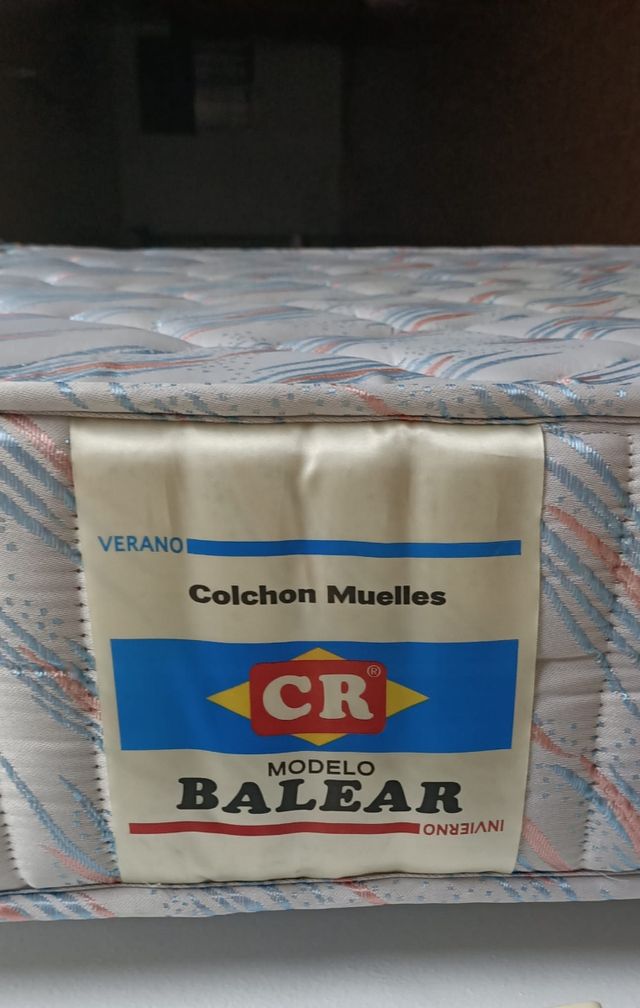 VERANO
Colchon Muelles
CR®
MODELO
BALEAR
INVIERNO